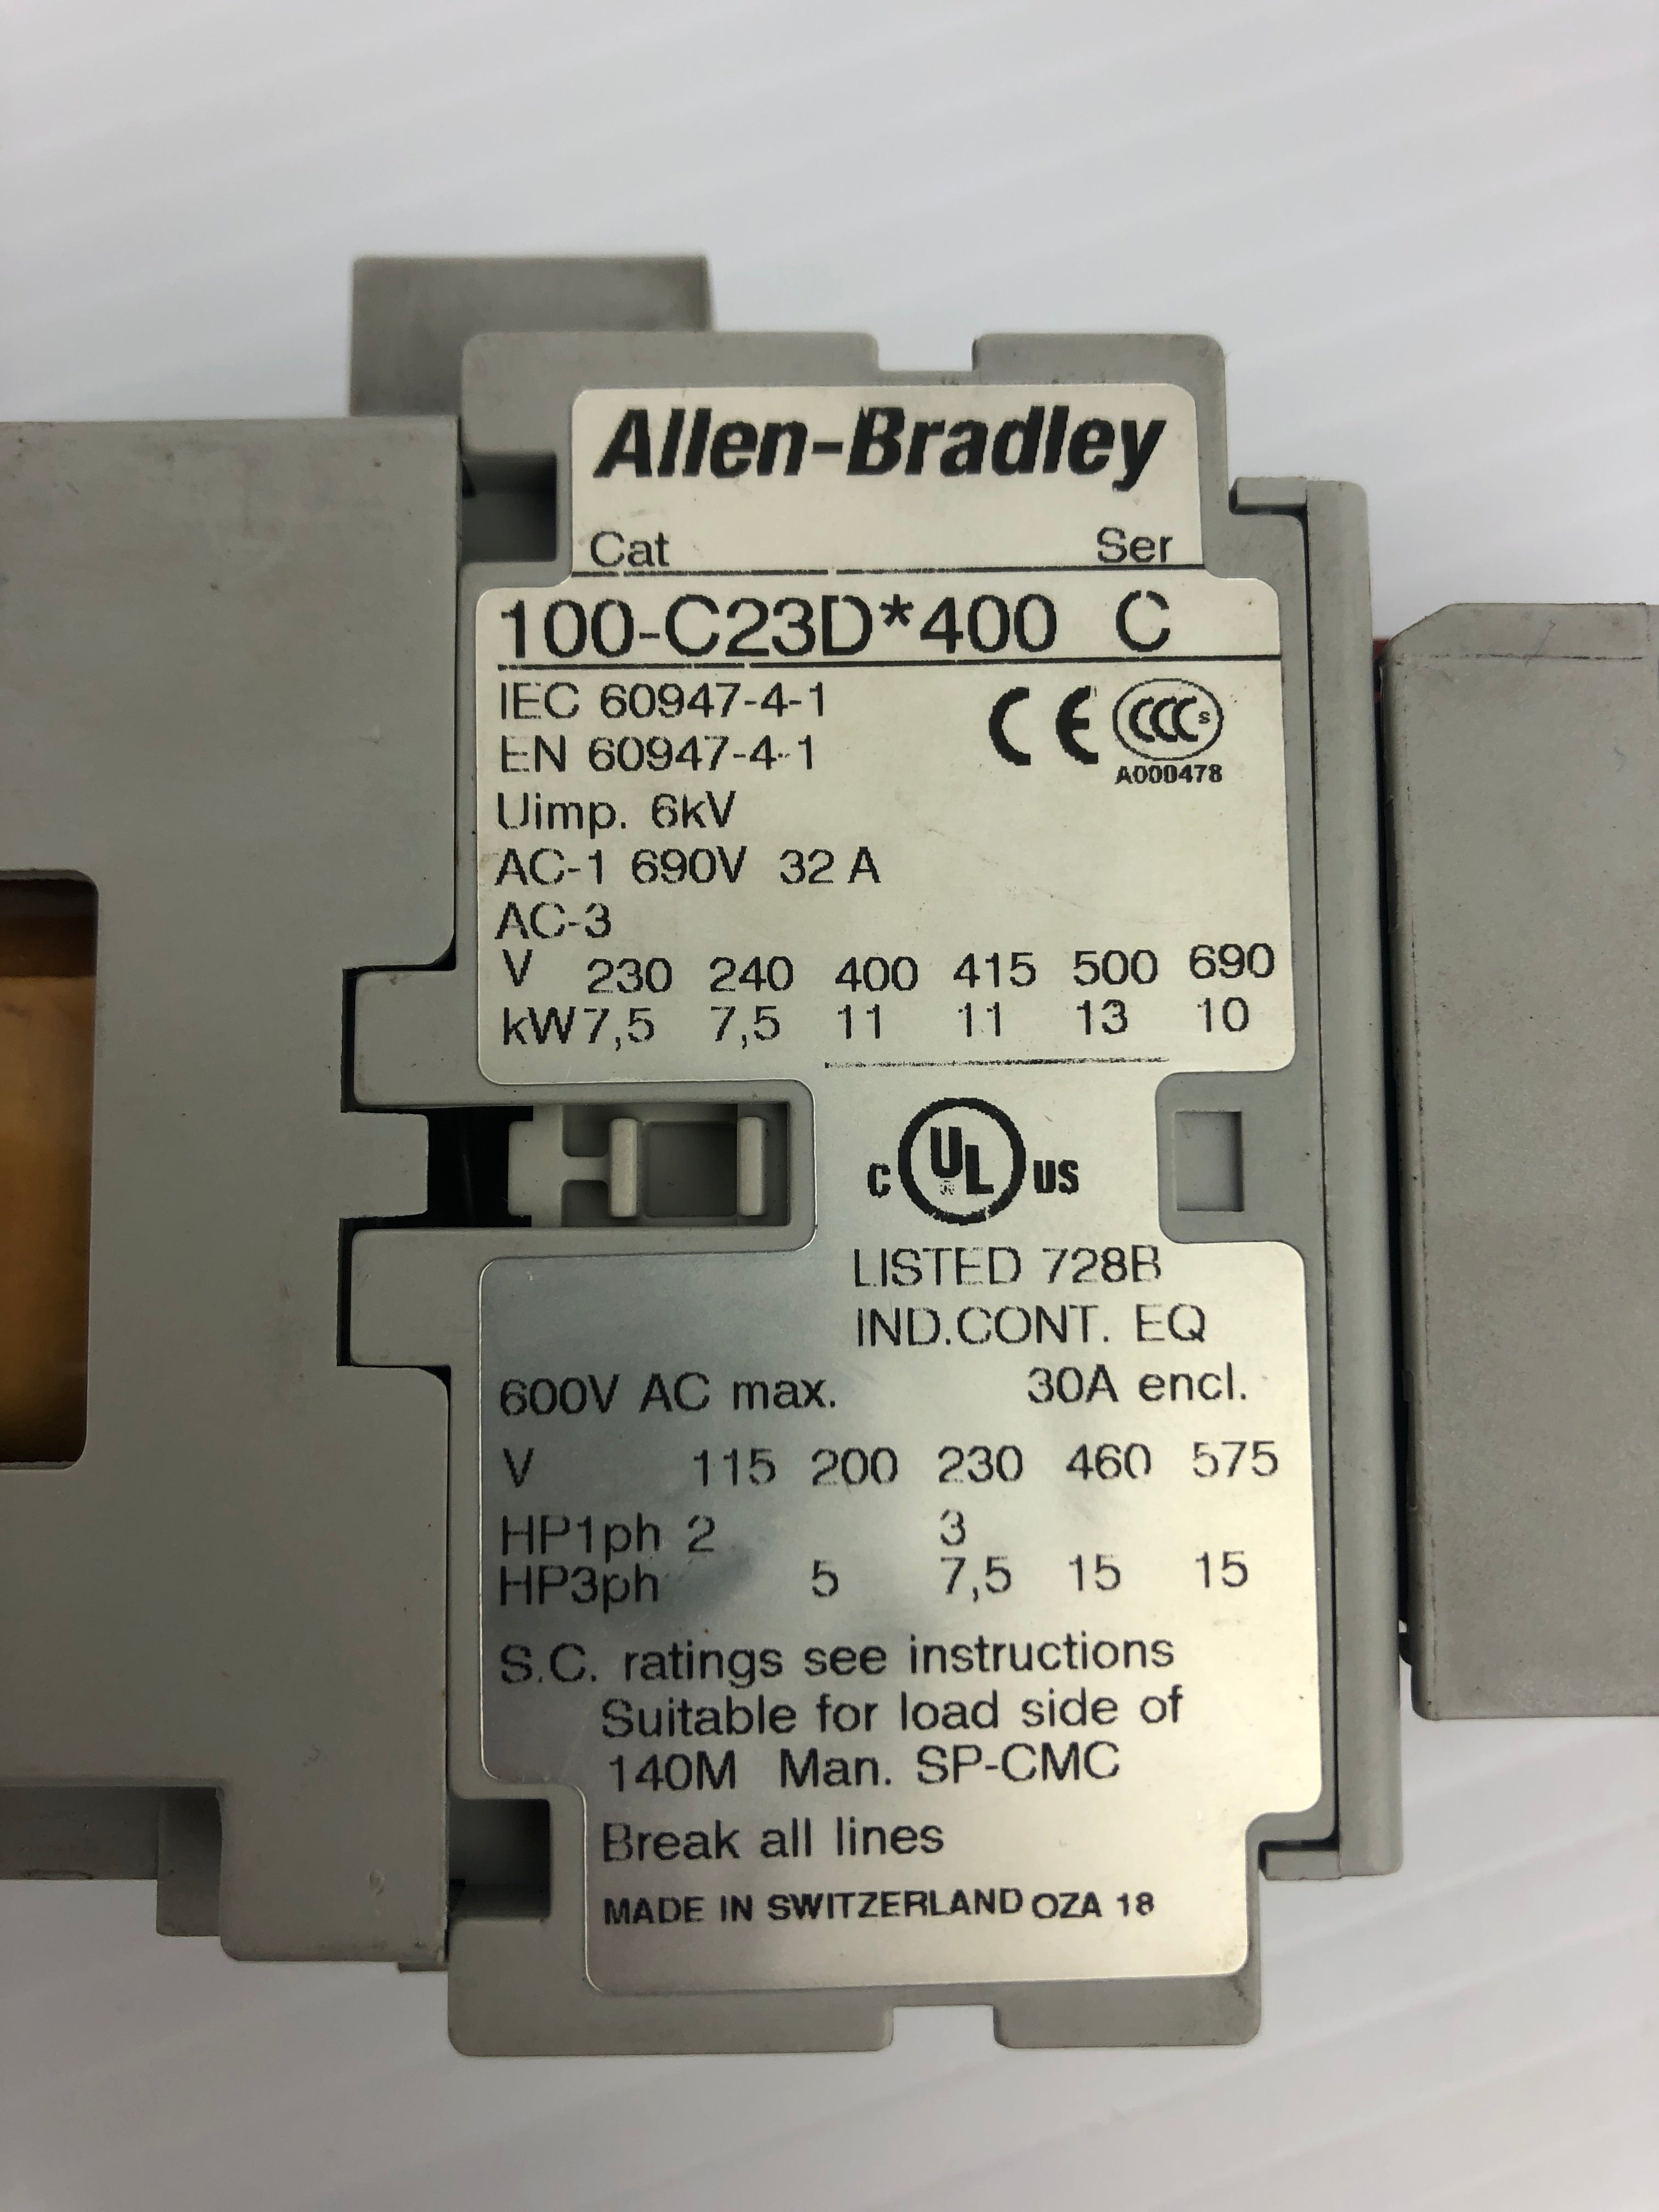 Allen-Bradley
Cat Ser
100-C23D*400 C
IEC 60947-4-1
EN 60947-4-1
CE CCC S
A000478
Uimp. 6kV
AC-1 690V 32 A
AC-3
V 230 240 400 415 500 690
kW 7,5 7,5 11 11 13 10
C UL US
LISTED 728B
IND.CONT. EQ
600V AC max. 30A encl.
V 115 200 230 460 575
HP1ph 2 3
HP3ph 5 7,5 15 15
S.C. ratings see instructions
Suitable for load side of
140M Man. SP-CMC
Break all lines
MADE IN SWITZERLAND OZA 18